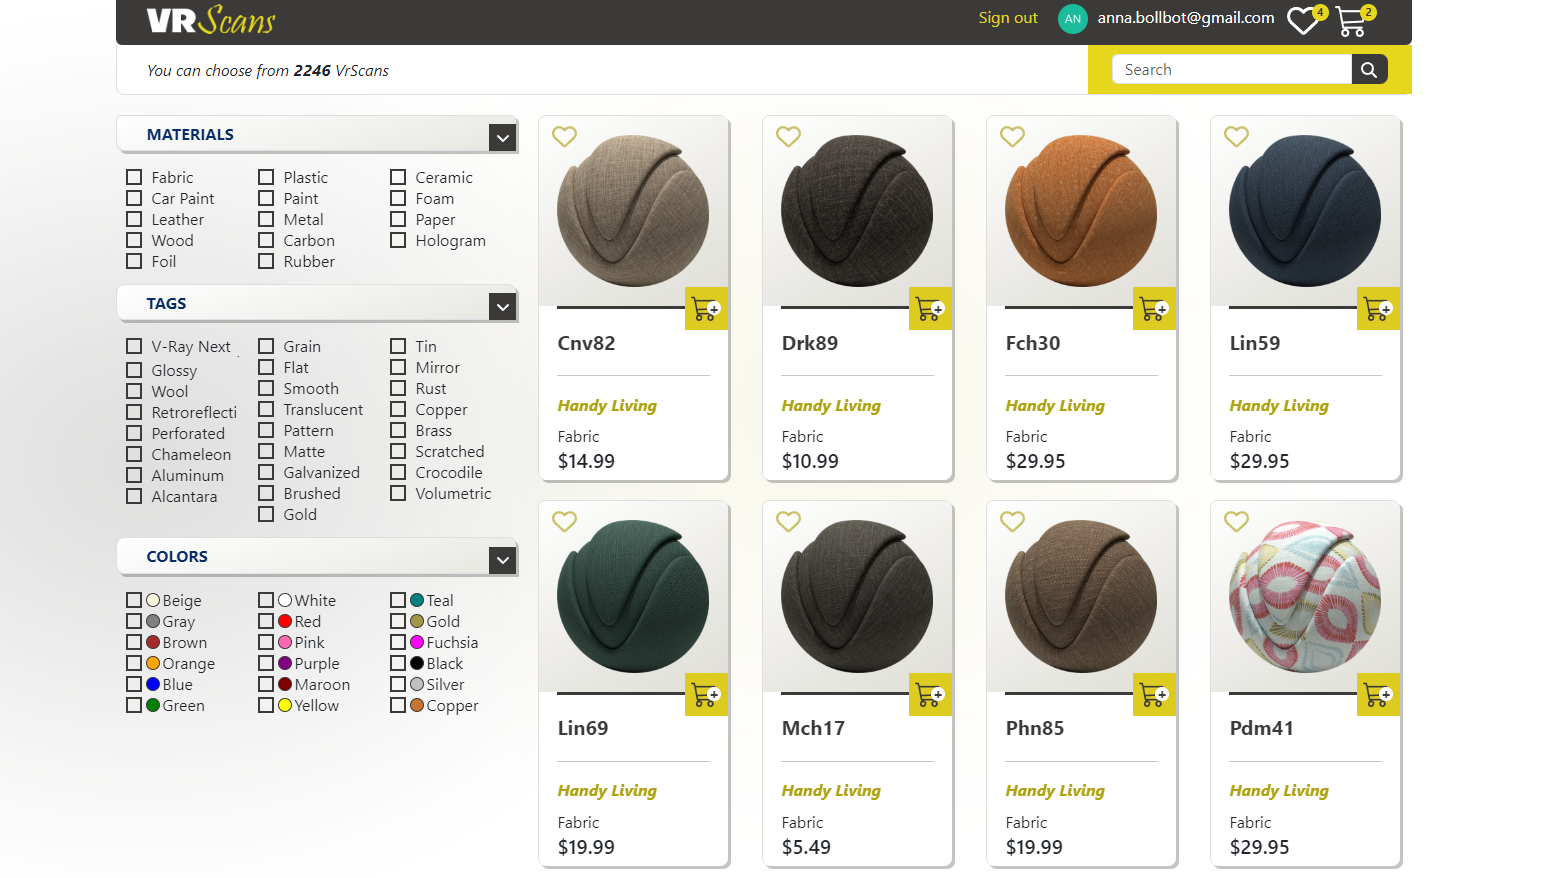 VRScans
Sign out
AN
anna.bollbot@gmail.com
4
2
You can choose from 2246 VrScans
Search
MATERIALS
Fabric
Plastic
Ceramic
Car Paint
Paint
Foam
Leather
Metal
Paper
Wood
Carbon
Hologram
Foil
Rubber
TAGS
V-Ray Next
Glossy
Wool
Retroreflecti
Perforated
Chameleon
Aluminum
Alcantara
Grain
Flat
Smooth
Translucent
Pattern
Matte
Galvanized
Brushed
Gold
Tin
Mirror
Rust
Copper
Brass
Scratched
Crocodile
Volumetric
COLORS
Beige
White
Teal
Gray
Red
Gold
Brown
Pink
Fuchsia
Orange
Purple
Black
Blue
Maroon
Silver
Green
Yellow
Copper
Cnv82
Handy Living
Fabric
$14.99
Drk89
Handy Living
Fabric
$10.99
Fch30
Handy Living
Fabric
$29.95
Lin59
Handy Living
Fabric
$29.95
Lin69
Handy Living
Fabric
$19.99
Mch17
Handy Living
Fabric
$5.49
Phn85
Handy Living
Fabric
$19.99
Pdm41
Handy Living
Fabric
$29.95